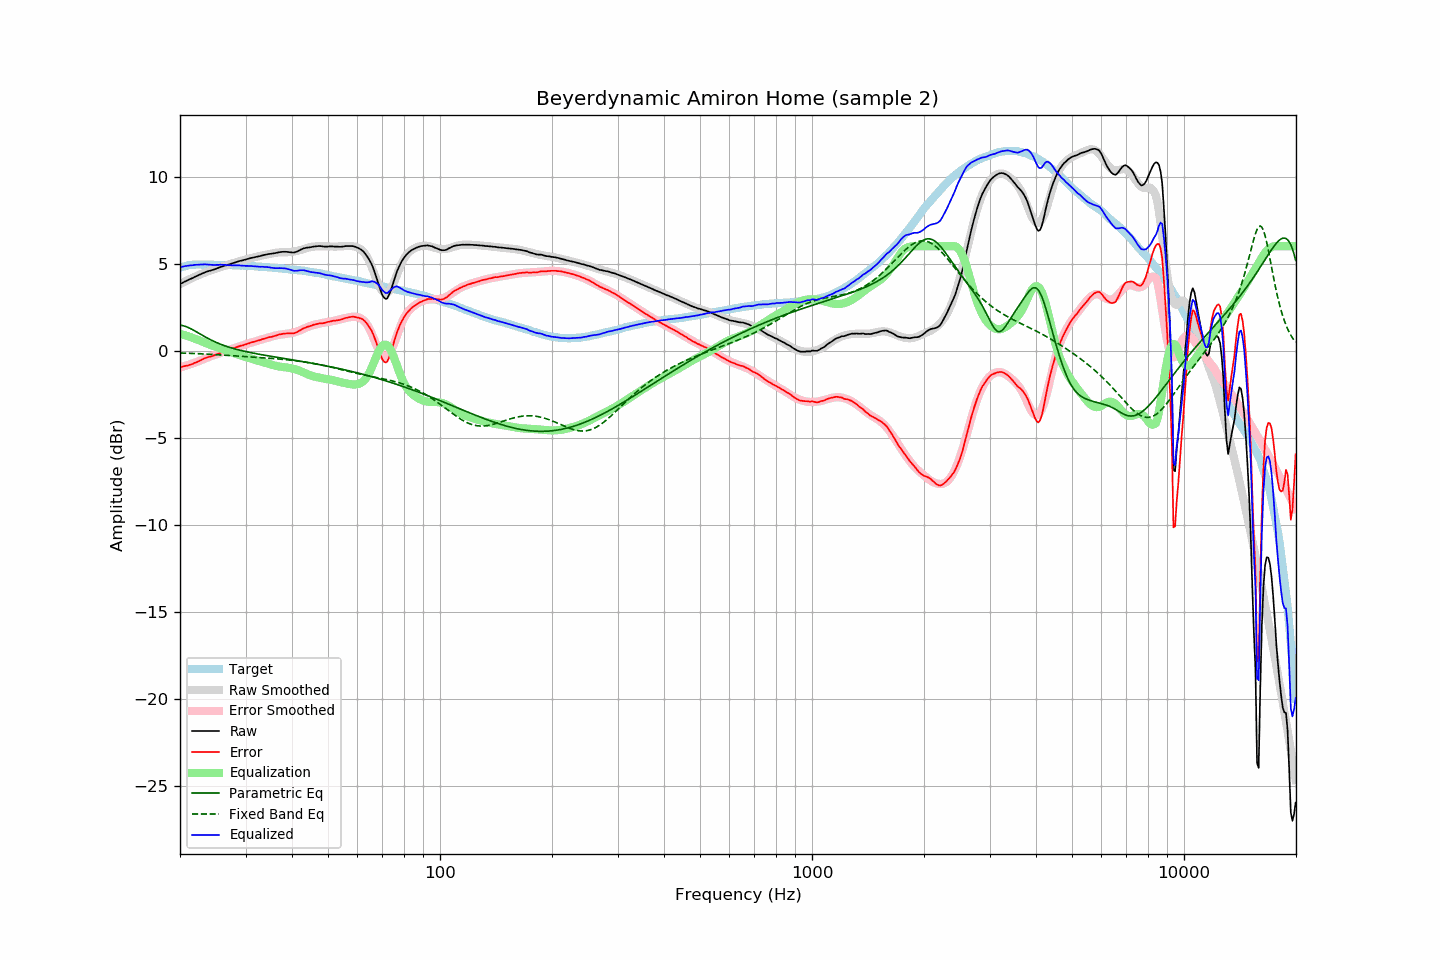 Beyerdynamic Amiron Home (sample 2)
10
5
0
−5
−10
−15
−20
−25
Amplitude (dBr)
Target
Raw Smoothed
Error Smoothed
Raw
Error
Equalization
Parametric Eq
Fixed Band Eq
Equalized
100
1000
10000
Frequency (Hz)